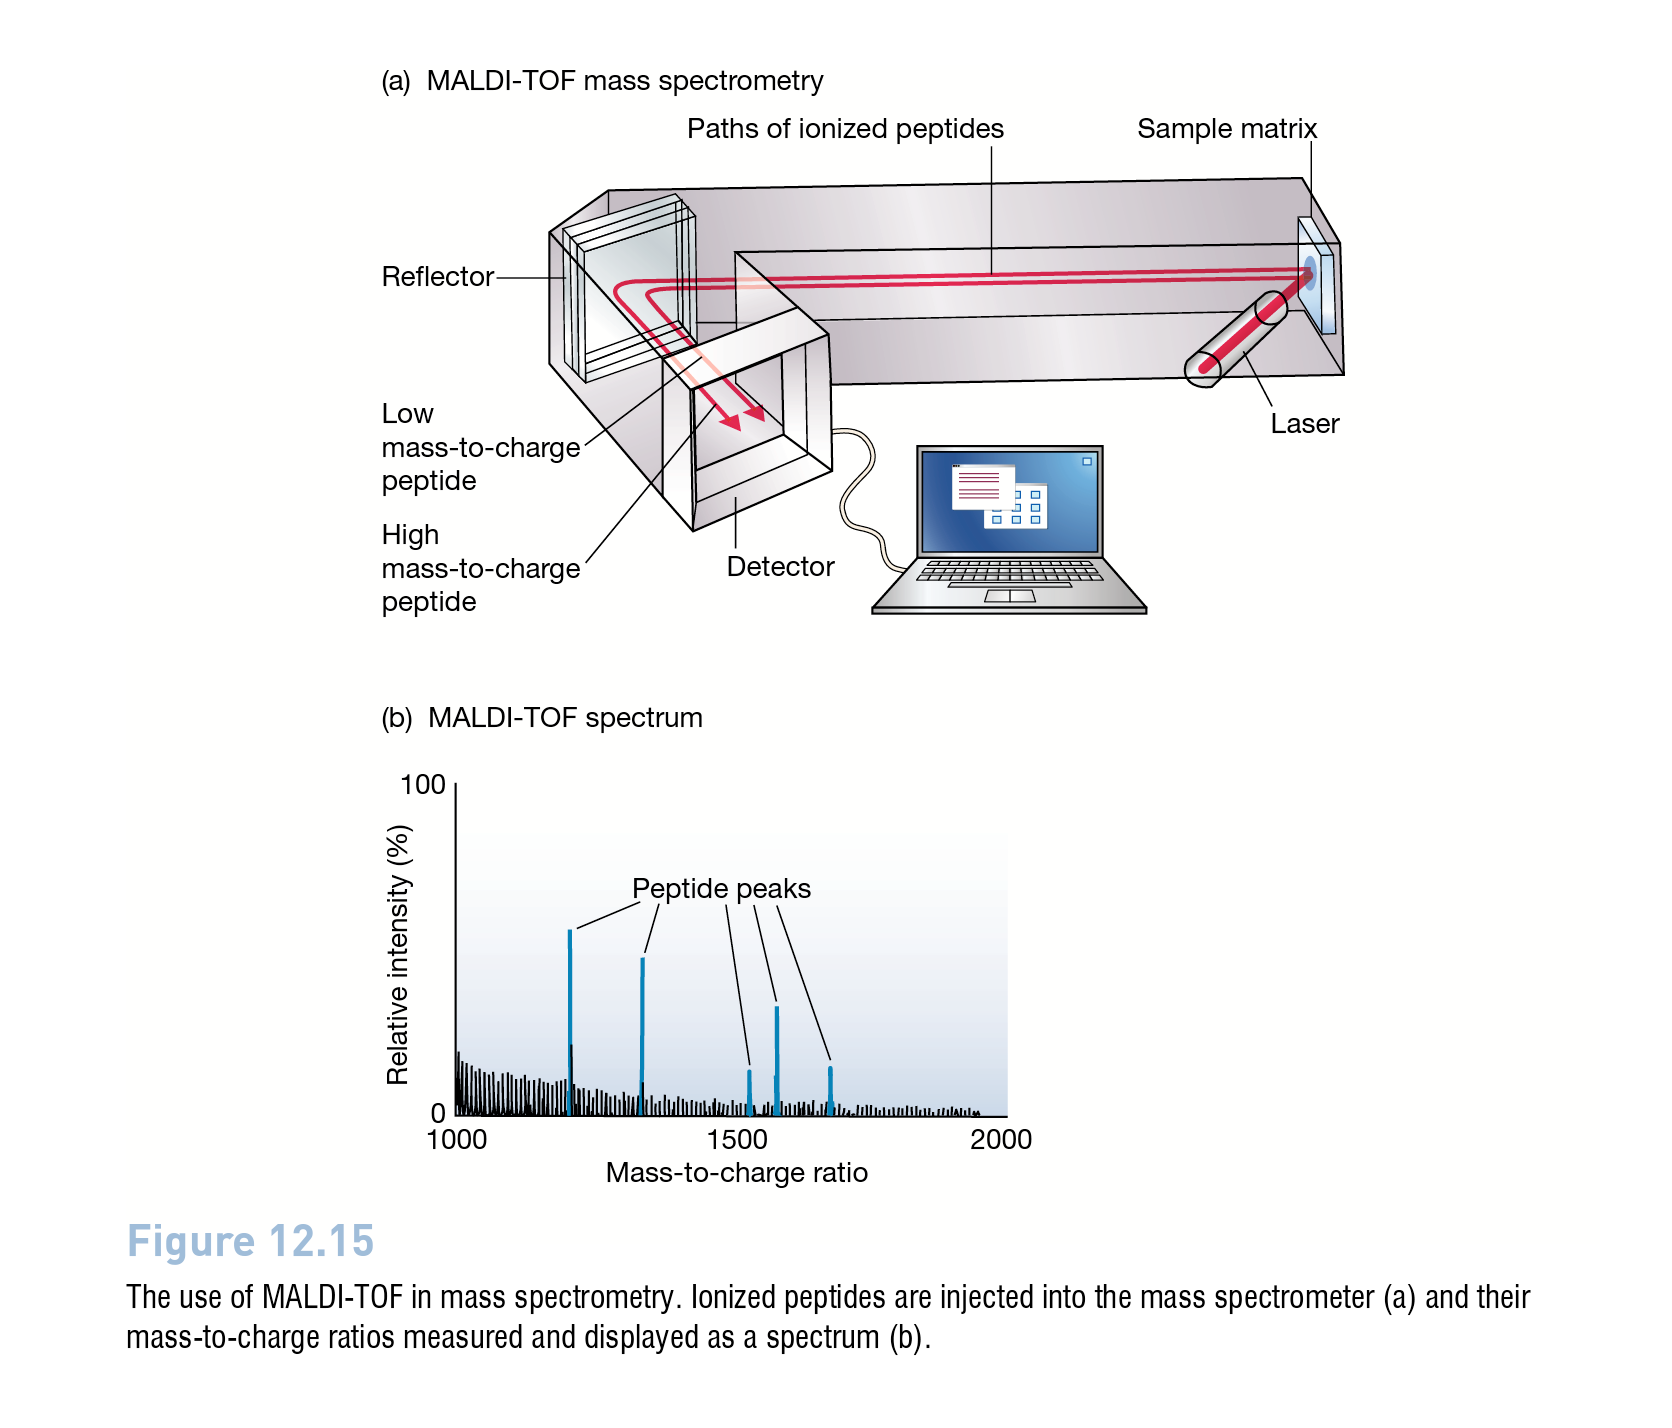 (a) MALDI-TOF mass spectrometry
Paths of ionized peptides
Sample matrix
Reflector
Low
mass-to-charge
peptide
High
mass-to-charge
peptide
Laser
Detector
(b) MALDI-TOF spectrum
100
Relative intensity (%)
Peptide peaks
0
1000
1500
2000
Mass-to-charge ratio
Figure 12.15
The use of MALDI-TOF in mass spectrometry. Ionized peptides are injected into the mass spectrometer (a) and their
mass-to-charge ratios measured and displayed as a spectrum (b).